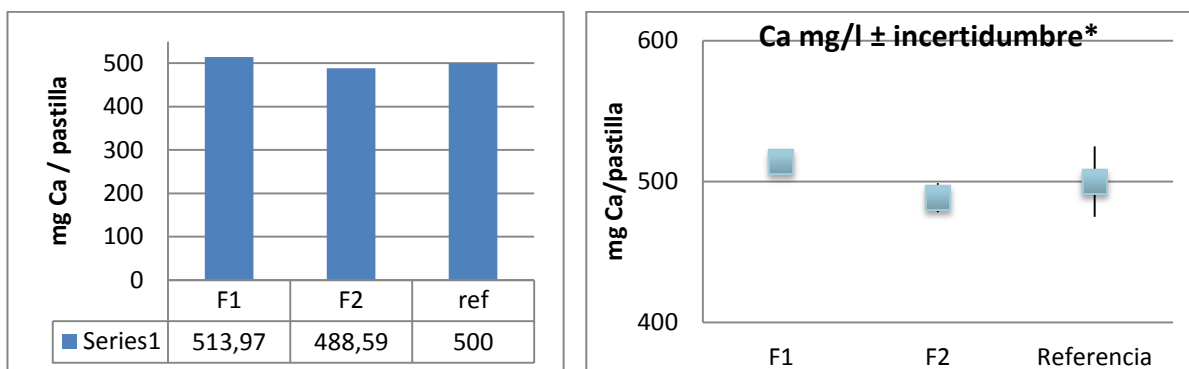 mg Ca / pastilla
500
400
300
200
100
0
F1 F2 ref
Series1 513,97 488,59 500
Ca mg/l ± incertidumbre*
mg Ca/pastilla
600
500
400
F1 F2 Referencia